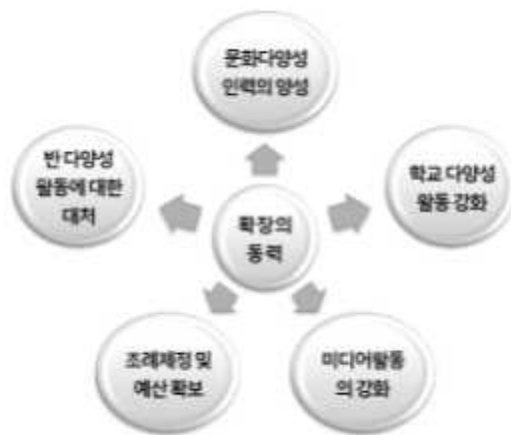 문화다양성
인력의 양성
반 다양성
활동에 대한
대처
학교 다양성
활동 강화
확장의
동력
조례제정 및
예산 확보
미디어활동
의 강화